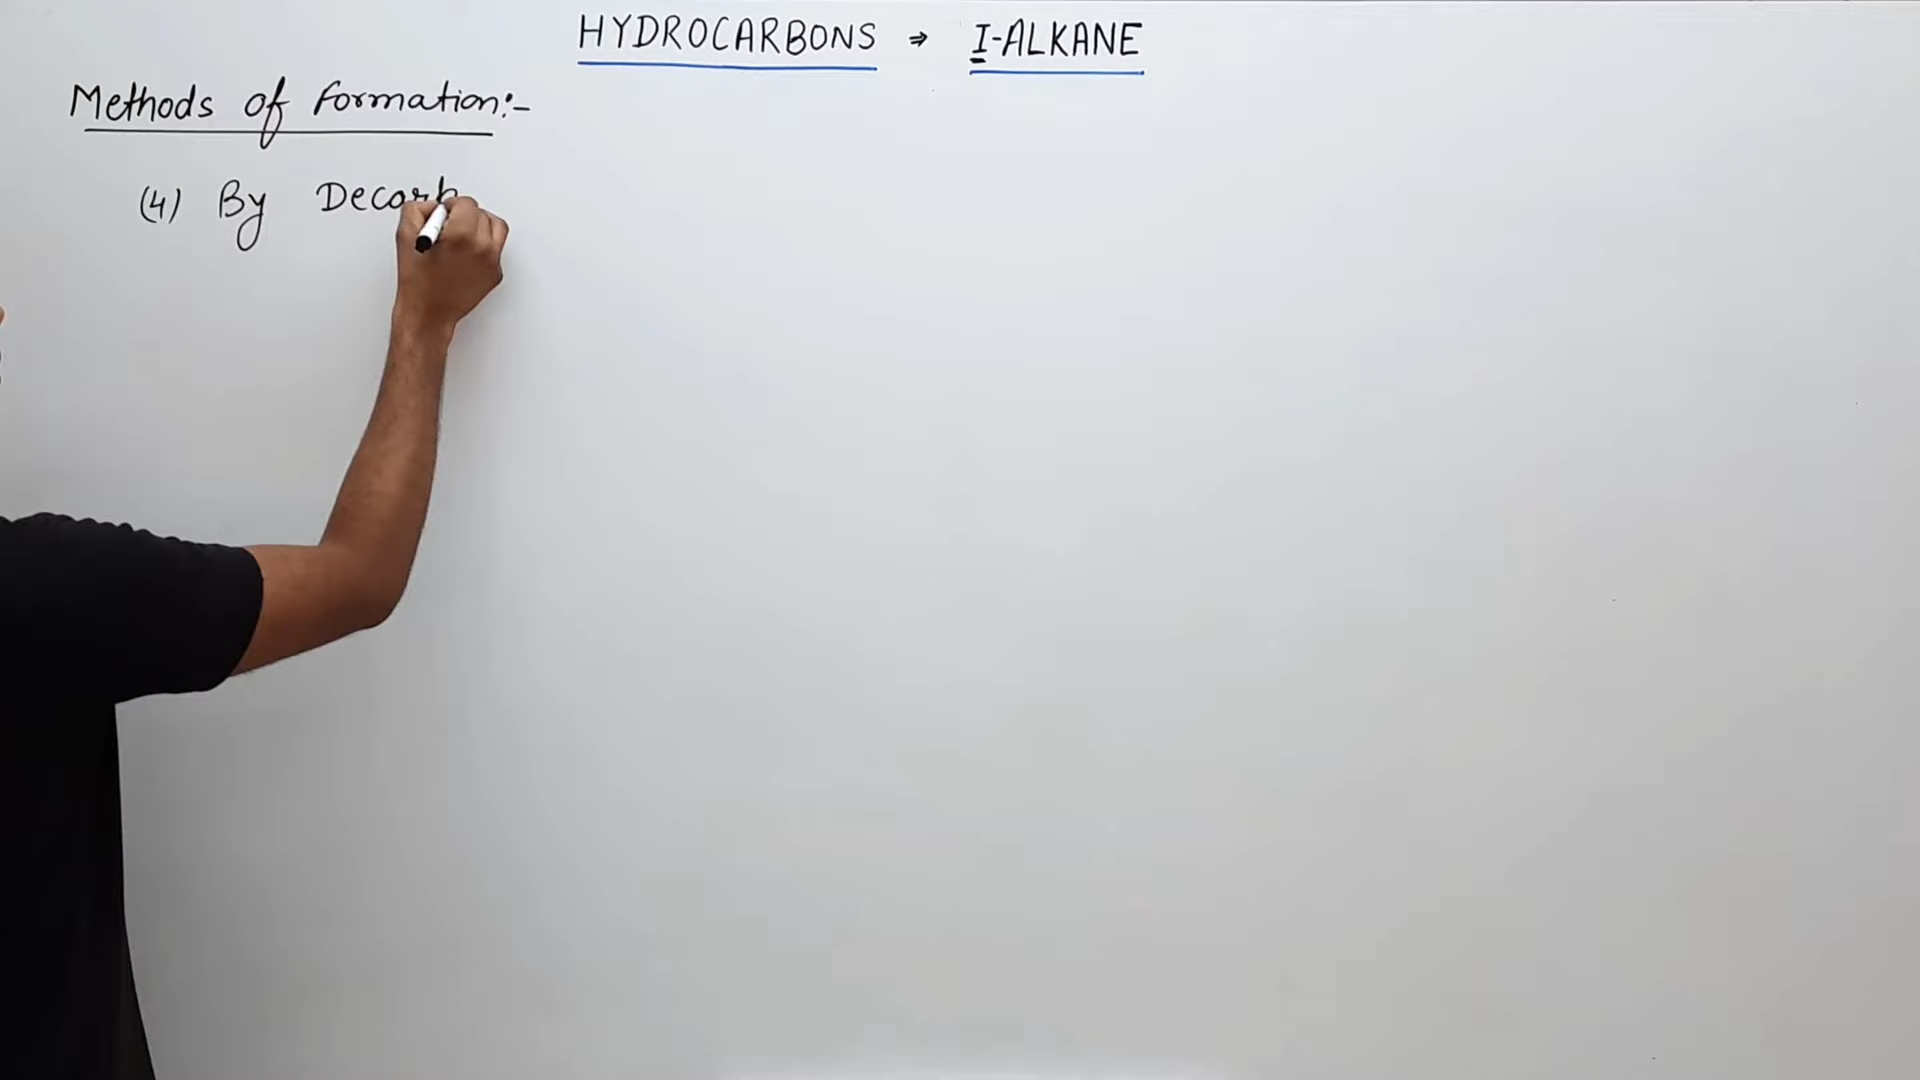 HYDROCARBONS ⇒ I-ALKANE
Methods of formation:-
(4) By Decarb